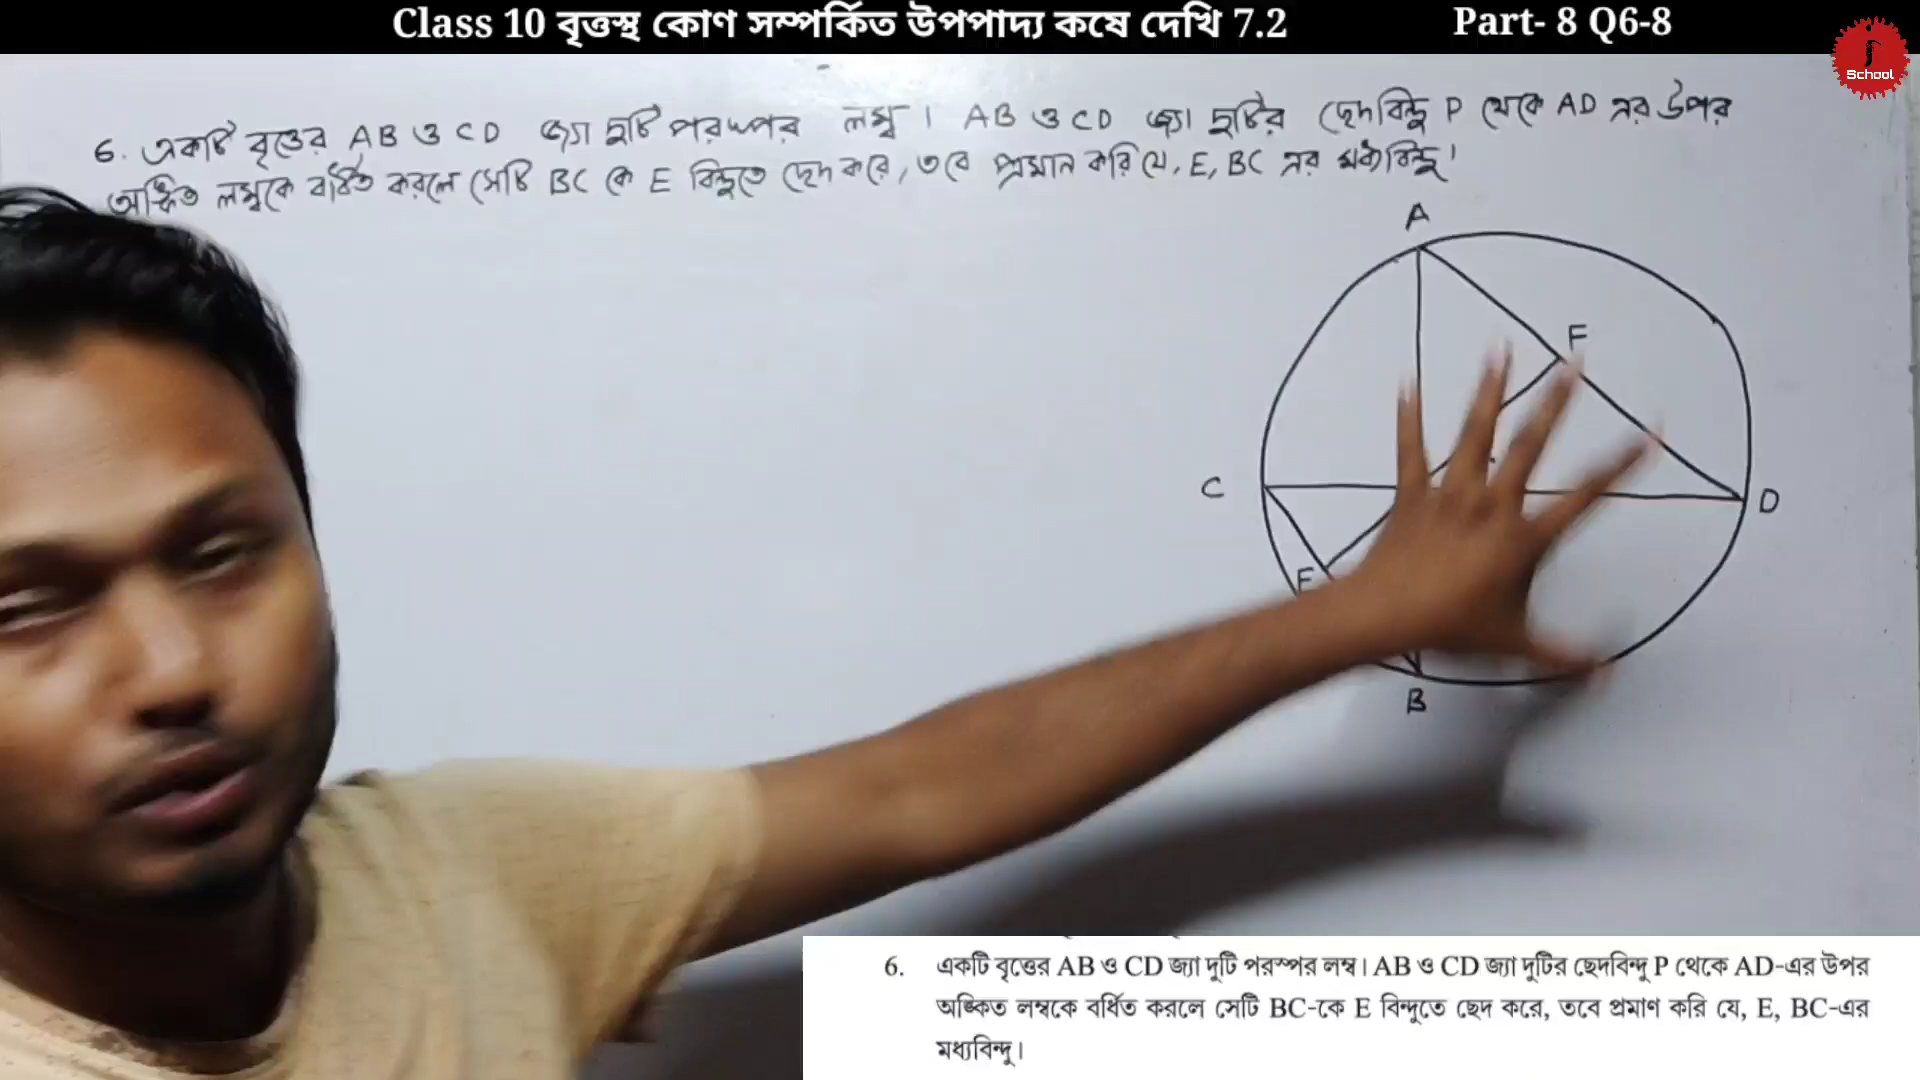 Class 10 বৃত্তস্থ কোণ সম্পর্কিত উপপাদ্য কষে দেখি 7.2 Part- 8 Q6-8
School
6. একটি বৃত্তের AB ও CD জ্যা দুটি পরস্পর লম্ব। AB ও CD জ্যা দুটির ছেদবিন্দু P থেকে AD এর উপর
অঙ্কিত লম্বকে বর্ধিত করলে সেটি BC কে E বিন্দুতে ছেদ করে, তবে প্রমান করি যে, E, BC এর মধ্যবিন্দু।
A
F
C
D
E
B
6. একটি বৃত্তের AB ও CD জ্যা দুটি পরস্পর লম্ব। AB ও CD জ্যা দুটির ছেদবিন্দু P থেকে AD-এর উপর
অঙ্কিত লম্বকে বর্ধিত করলে সেটি BC-কে E বিন্দুতে ছেদ করে, তবে প্রমাণ করি যে, E, BC-এর
মধ্যবিন্দু।